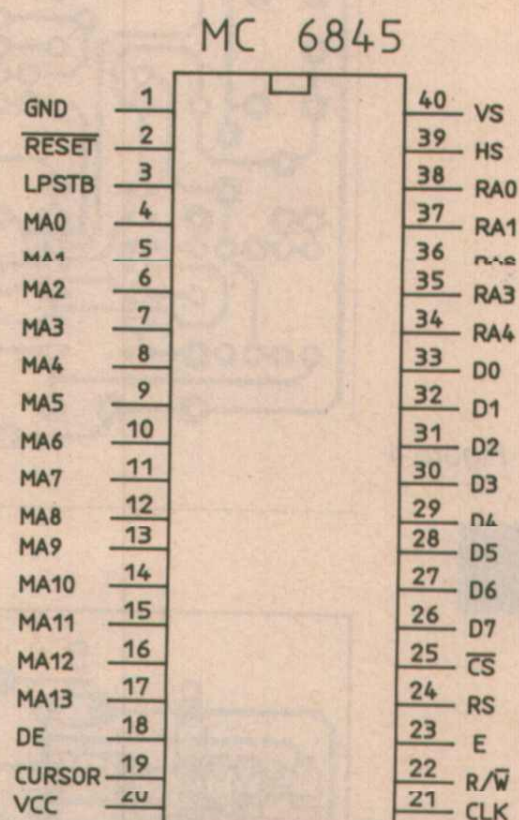 MC 6845
GND 1 40 VS
RESET 2 39 HS
LPSTB 3 38 RA0
MA0 4 37 RA1
MA1 5 36
MA2 6 35 RA3
MA3 7 34 RA4
MA4 8 33 D0
MA5 9 32 D1
MA6 10 31 D2
MA7 11 30 D3
MA8 12 29 D4
MA9 13 28 D5
MA10 14 27 D6
MA11 15 26 D7
MA12 16 25 CS
MA13 17 24 RS
DE 18 23 E
CURSOR 19 22 R/W̅
VCC 20 21 CLK